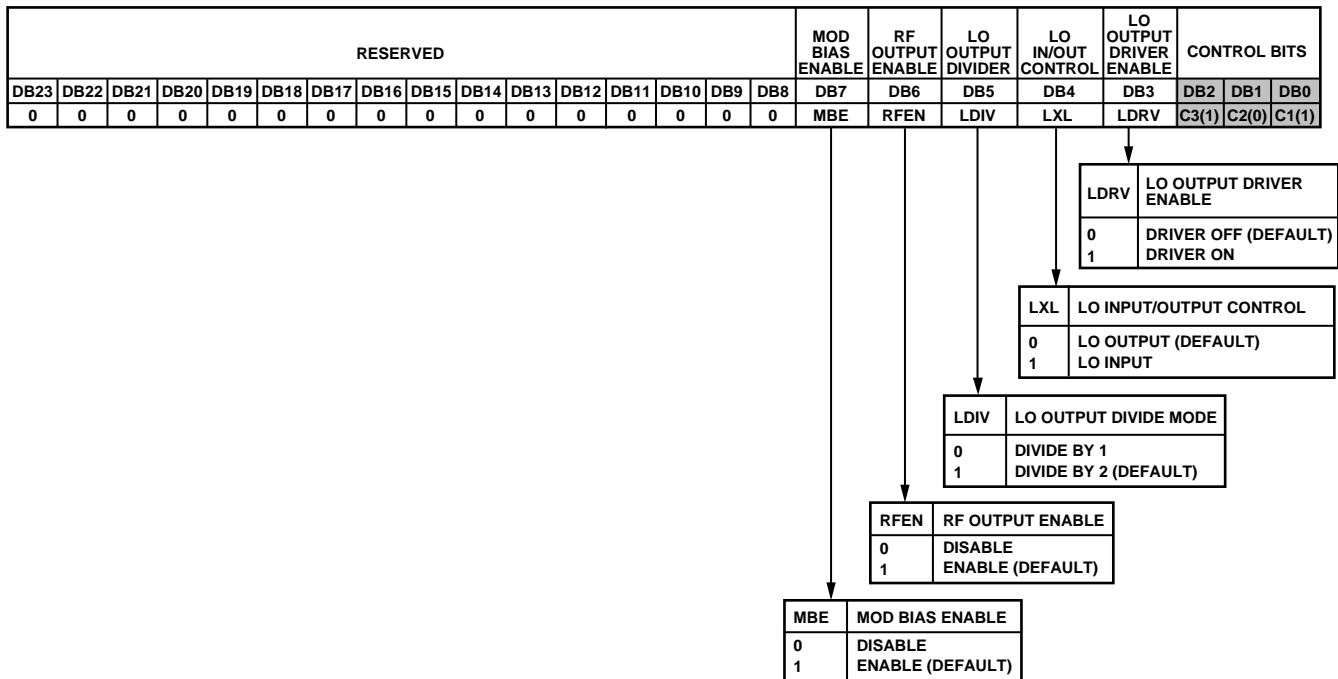 RESERVED
MOD BIAS ENABLE
RF OUTPUT ENABLE
LO OUTPUT DIVIDER
LO IN/OUT CONTROL
LO OUTPUT DRIVER ENABLE
CONTROL BITS
DB23 DB22 DB21 DB20 DB19 DB18 DB17 DB16 DB15 DB14 DB13 DB12 DB11 DB10 DB9 DB8 DB7 DB6 DB5 DB4 DB3 DB2 DB1 DB0
0 0 0 0 0 0 0 0 0 0 0 0 0 0 0 0 MBE RFEN LDIV LXL LDRV C3(1) C2(0) C1(1)
LDRV LO OUTPUT DRIVER ENABLE
0 DRIVER OFF (DEFAULT)
1 DRIVER ON
LXL LO INPUT/OUTPUT CONTROL
0 LO OUTPUT (DEFAULT)
1 LO INPUT
LDIV LO OUTPUT DIVIDE MODE
0 DIVIDE BY 1
1 DIVIDE BY 2 (DEFAULT)
RFEN RF OUTPUT ENABLE
0 DISABLE
1 ENABLE (DEFAULT)
MBE MOD BIAS ENABLE
0 DISABLE
1 ENABLE (DEFAULT)